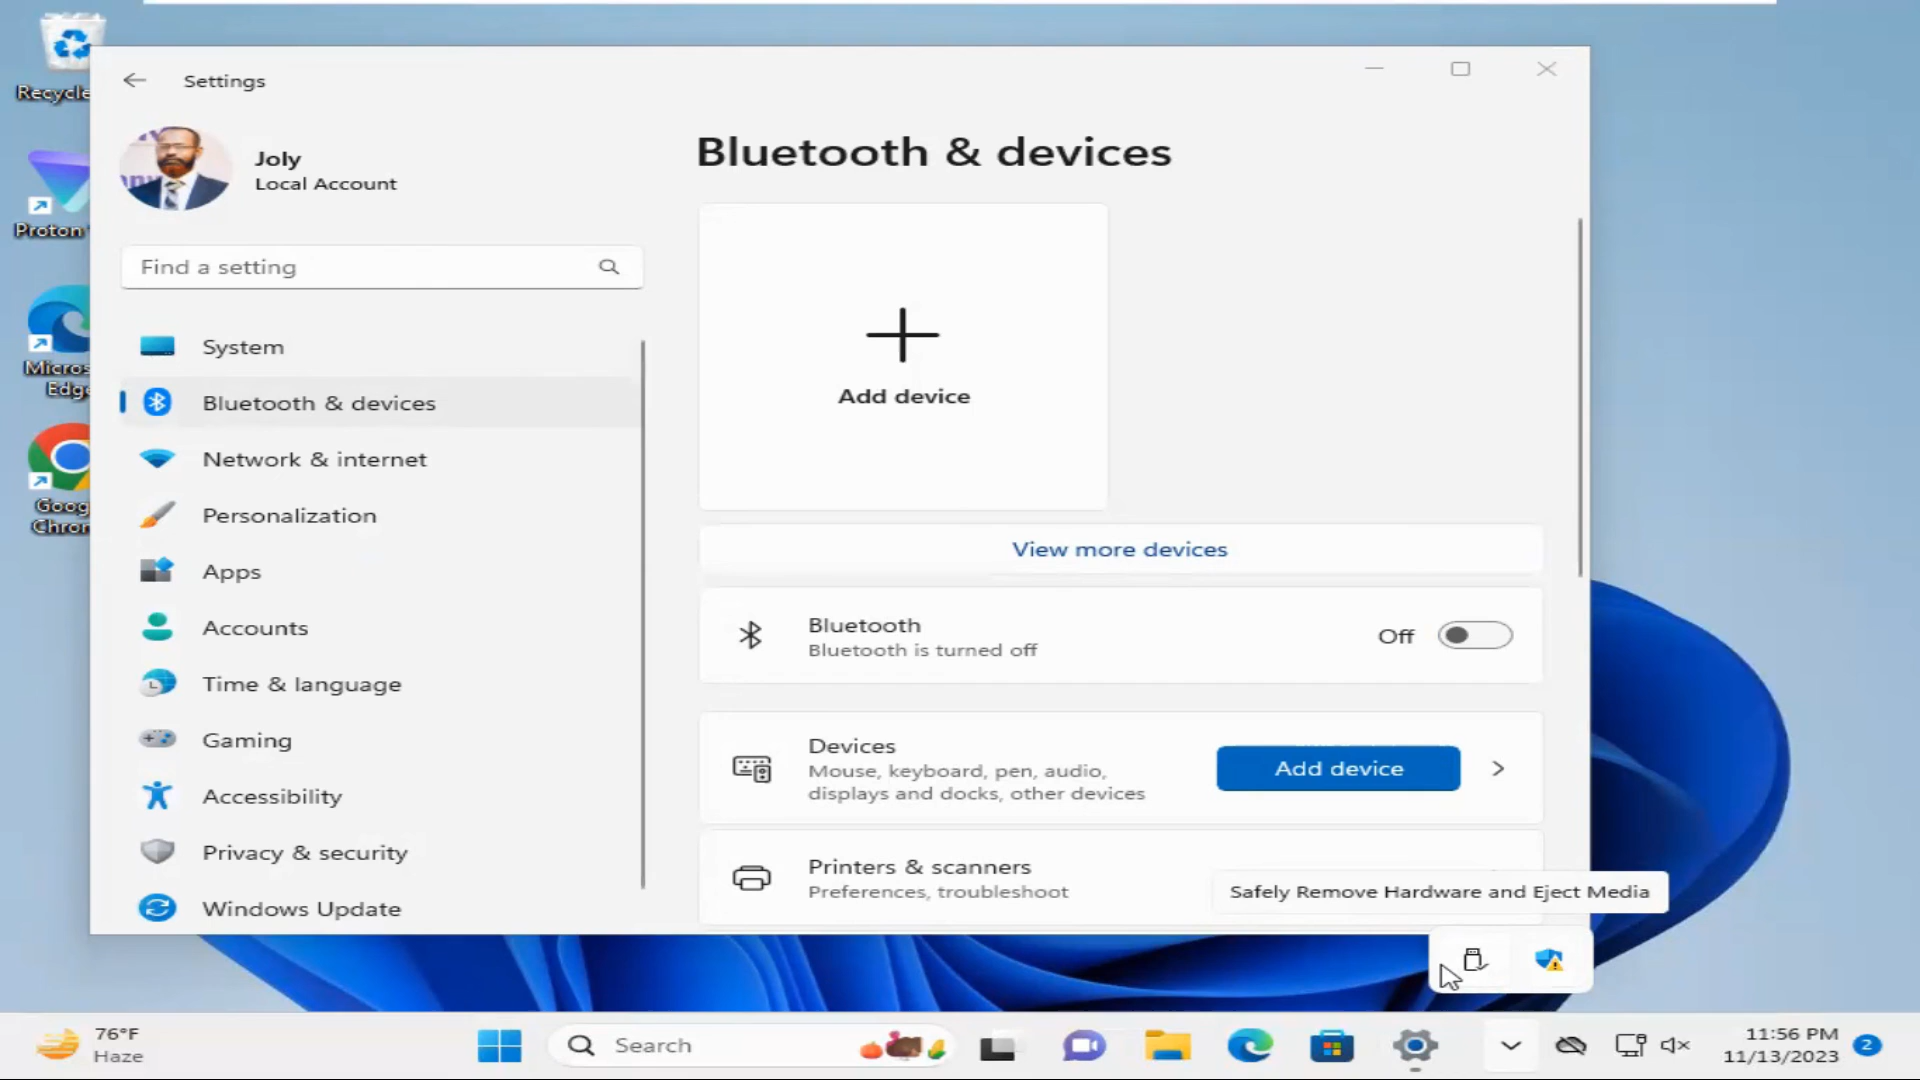 Recycle
Proton
Micros
Edge
Goog
Chron
Settings
Joly
Local Account
Find a setting
System
Bluetooth & devices
Network & internet
Personalization
Apps
Accounts
Time & language
Gaming
Accessibility
Privacy & security
Windows Update
Bluetooth & devices
Add device
View more devices
Bluetooth
Bluetooth is turned off
Off
Devices
Mouse, keyboard, pen, audio,
displays and docks, other devices
Add device
Printers & scanners
Preferences, troubleshoot
Safely Remove Hardware and Eject Media
76°F
Haze
Search
11:56 PM
11/13/2023
2